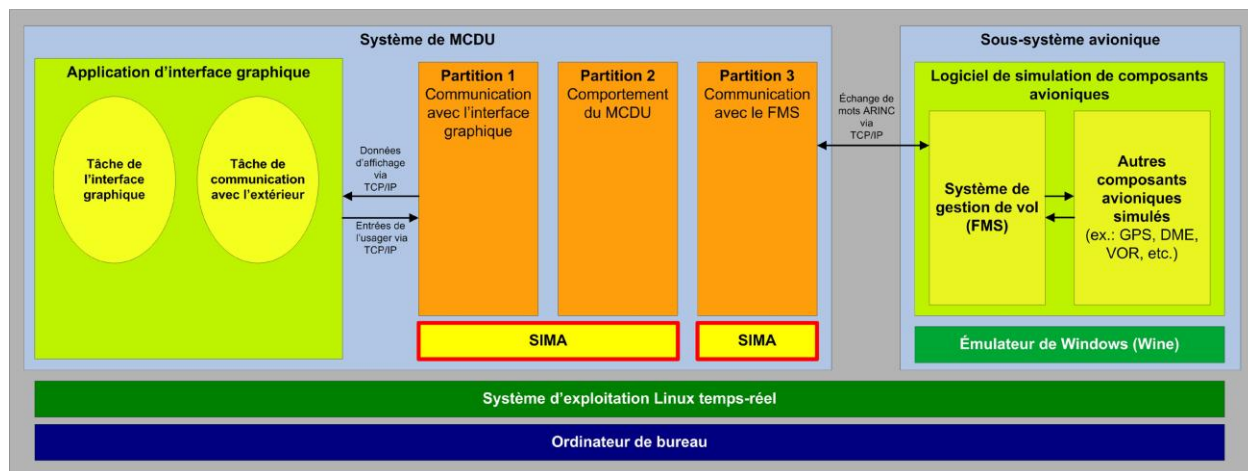 Système de MCDU
Application d'interface graphique
Tâche de
l'interface
graphique
Tâche de
communication
avec l'extérieur
Données
d'affichage
via
TCP/IP
Entrées de
l'usager via
TCP/IP
Partition 1
Communication
avec l'interface
graphique
Partition 2
Comportement
du MCDU
Partition 3
Communication
avec le FMS
SIMA
SIMA
Échange de
mots ARINC
via
TCP/IP
Sous-système avionique
Logiciel de simulation de composants
avioniques
Système de
gestion de vol
(FMS)
Autres
composants
avioniques
simulés
(ex.: GPS, DME,
VOR, etc.)
Émulateur de Windows (Wine)
Système d'exploitation Linux temps-réel
Ordinateur de bureau